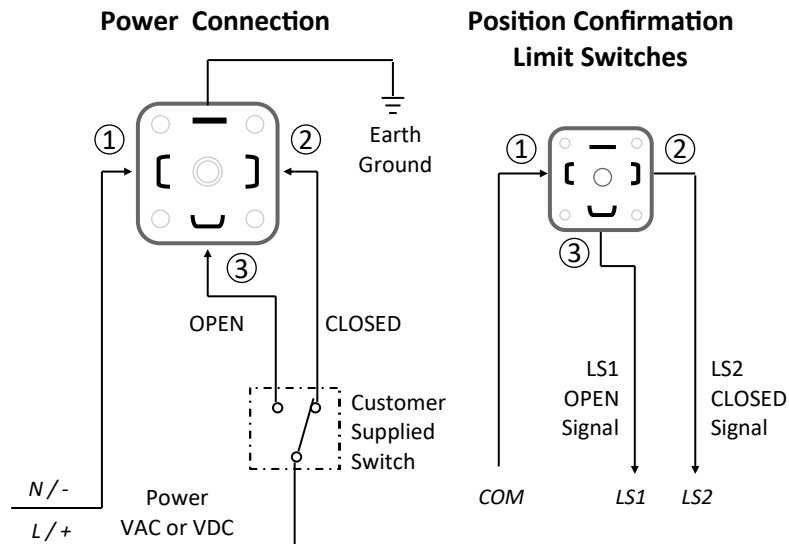 Power Connection
Position Confirmation
Limit Switches
Earth
Ground
①
②
③
OPEN
CLOSED
Customer
Supplied
Switch
N / -
L / +
Power
VAC or VDC
①
②
③
LS1
OPEN
Signal
LS2
CLOSED
Signal
COM
LS1
LS2